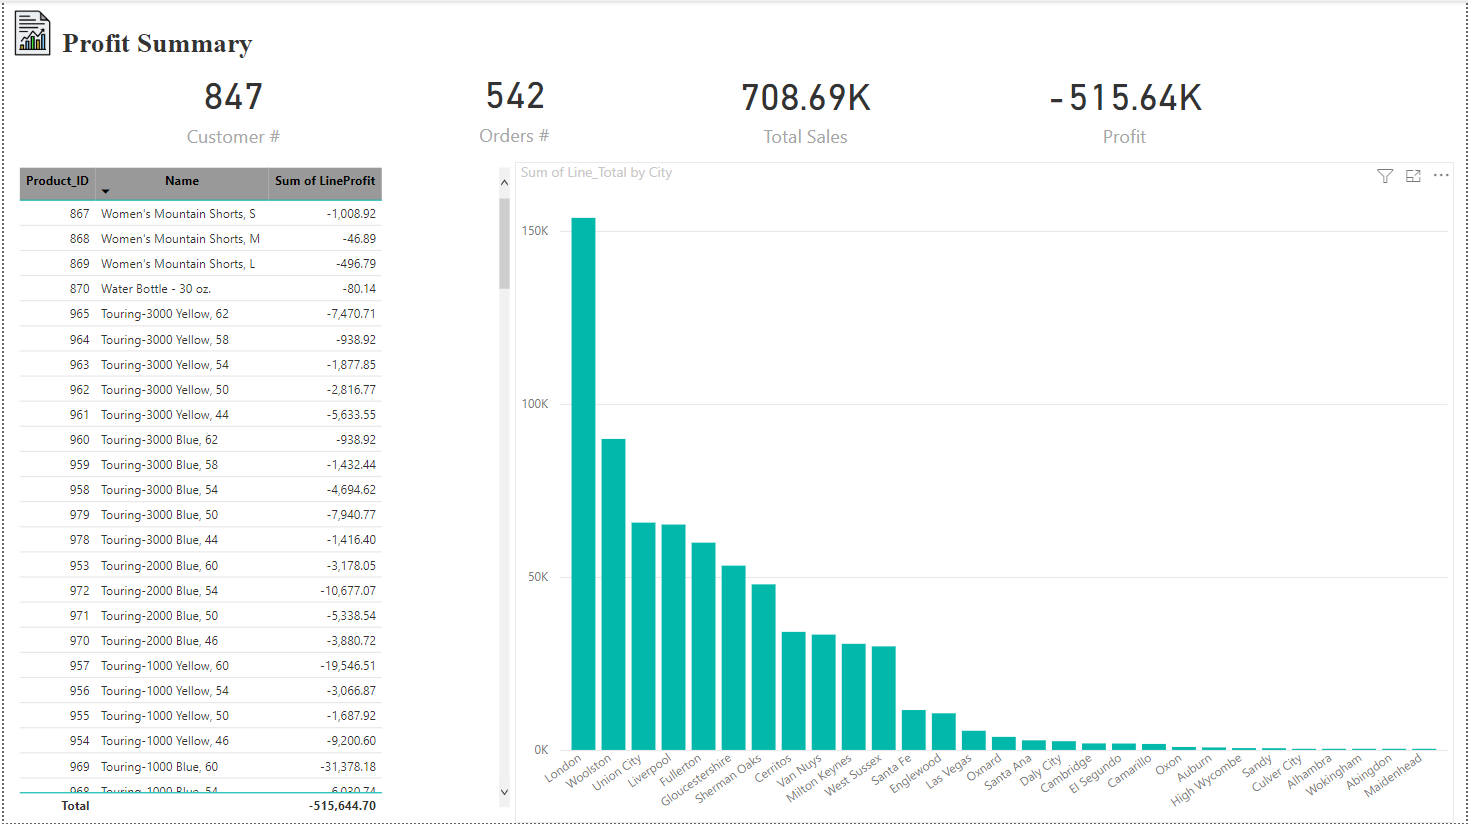 Profit Summary
847
Customer #
542
Orders #
708.69K
Total Sales
-515.64K
Profit
Product_ID Name Sum of LineProfit
867 Women's Mountain Shorts, S -1,008.92
868 Women's Mountain Shorts, M -46.89
869 Women's Mountain Shorts, L -496.79
870 Water Bottle - 30 oz. -80.14
965 Touring-3000 Yellow, 62 -7,470.71
964 Touring-3000 Yellow, 58 -938.92
963 Touring-3000 Yellow, 54 -1,877.85
962 Touring-3000 Yellow, 50 -2,816.77
961 Touring-3000 Yellow, 44 -5,633.55
960 Touring-3000 Blue, 62 -938.92
959 Touring-3000 Blue, 58 -1,432.44
958 Touring-3000 Blue, 54 -4,694.62
979 Touring-3000 Blue, 50 -7,940.77
978 Touring-3000 Blue, 44 -1,416.40
953 Touring-2000 Blue, 60 -3,178.05
972 Touring-2000 Blue, 54 -10,677.07
971 Touring-2000 Blue, 50 -5,338.54
970 Touring-2000 Blue, 46 -3,880.72
957 Touring-1000 Yellow, 60 -19,546.51
956 Touring-1000 Yellow, 54 -3,066.87
955 Touring-1000 Yellow, 50 -1,687.92
954 Touring-1000 Yellow, 46 -9,200.60
969 Touring-1000 Blue, 60 -31,378.18
968 Touring-1000 Blue, 54 -6,030.74
Total -515,644.70
Sum of Line_Total by City
150K
100K
50K
0K
London
Woolston
Union City
Liverpool
Fullerton
Gloucestershire
Sherman Oaks
Cerritos
Van Nuys
Milton Keynes
West Sussex
Santa Fe
Englewood
Las Vegas
Oxnard
Santa Ana
Daly City
Cambridge
El Segundo
Camarillo
Oxon
Auburn
High Wycombe
Sandy
Culver City
Alhambra
Wokingham
Abingdon
Maidenhead